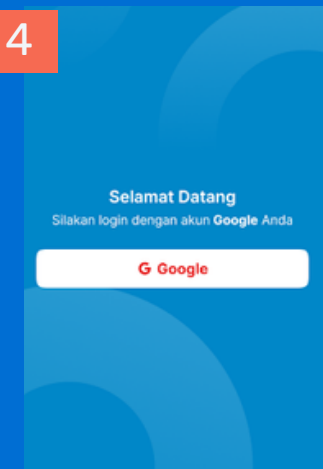 4
Selamat Datang
Silakan login dengan akun Google Anda
G Google